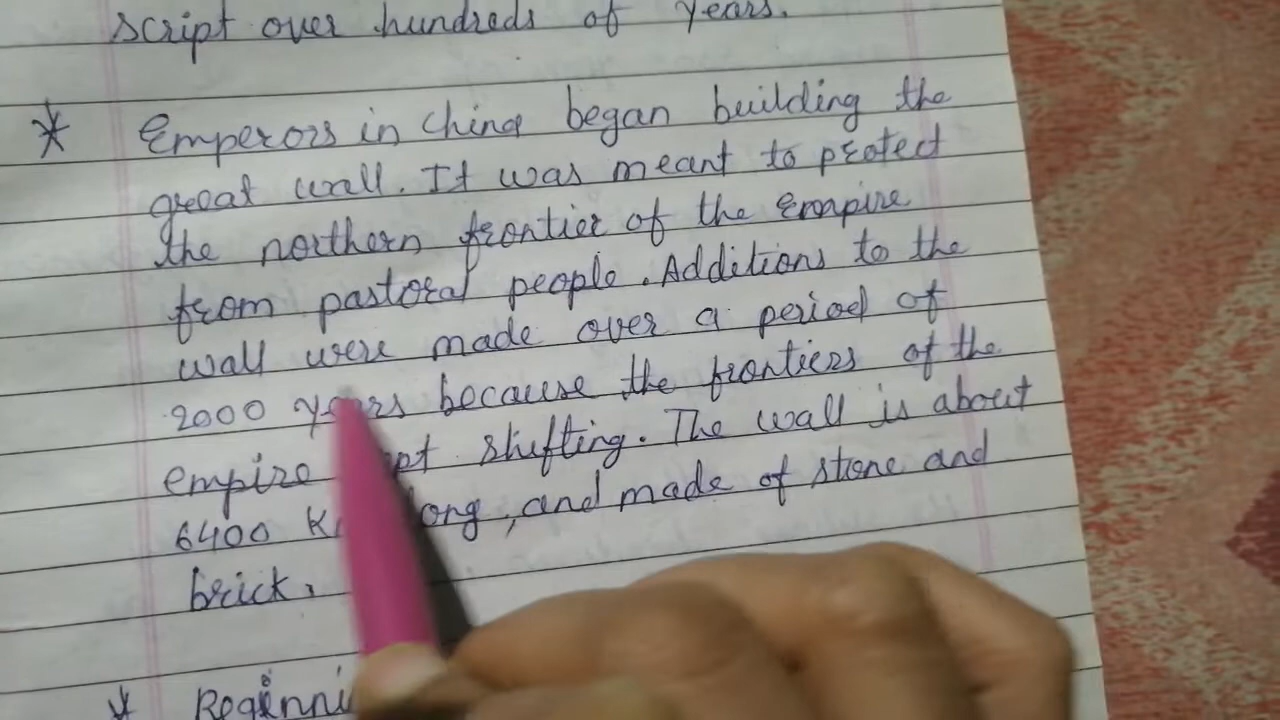 script over hundreds of years.
* Emperors in China began building the
great wall. It was meant to protect
the northern frontier of the Empire
from pastoral people. Additions to the
wall were made over a period of
2000 years because the frontiers of the
empire shifting. The wall is about
6400 long, and made of stone and
brick.
*